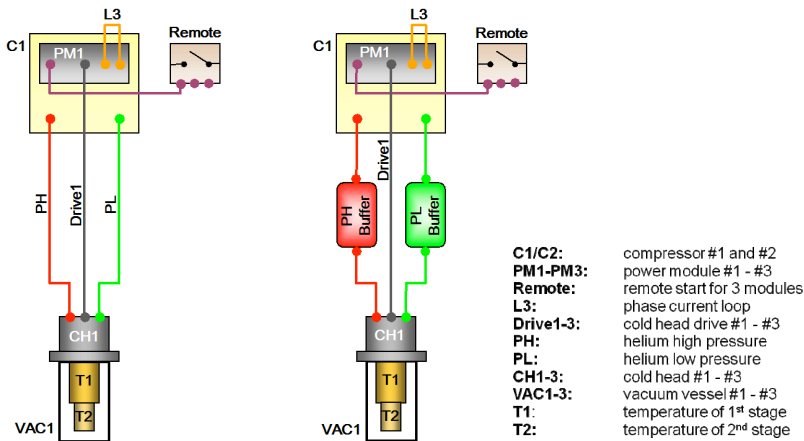 L3
Remote
C1
PM1
PH
Drive1
PL
CH1
T1
T2
VAC1
L3
Remote
C1
PM1
Drive1
PH
Buffer
PL
Buffer
CH1
T1
T2
VAC1
C1/C2: compressor #1 and #2
PM1-PM3: power module #1 - #3
Remote: remote start for 3 modules
L3: phase current loop
Drive1-3: cold head drive #1 - #3
PH: helium high pressure
PL: helium low pressure
CH1-3: cold head #1 - #3
VAC1-3: vacuum vessel #1 - #3
T1: temperature of 1st stage
T2: temperature of 2nd stage